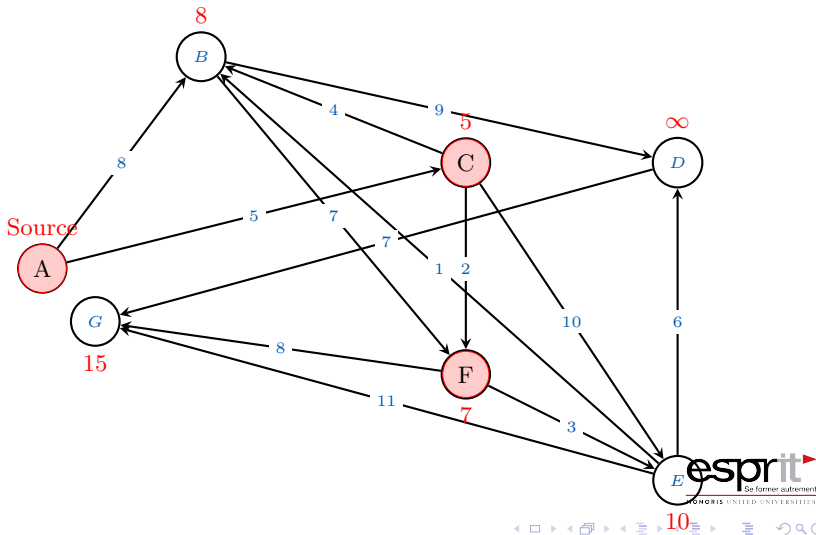 8
B
9
4
5
C
∞
D
8
5
7
7
Source
A
1
2
G
15
8
10
6
F
7
11
3
E
10
esprit
Se former autrement
HONORIS UNITED UNIVERSITIES